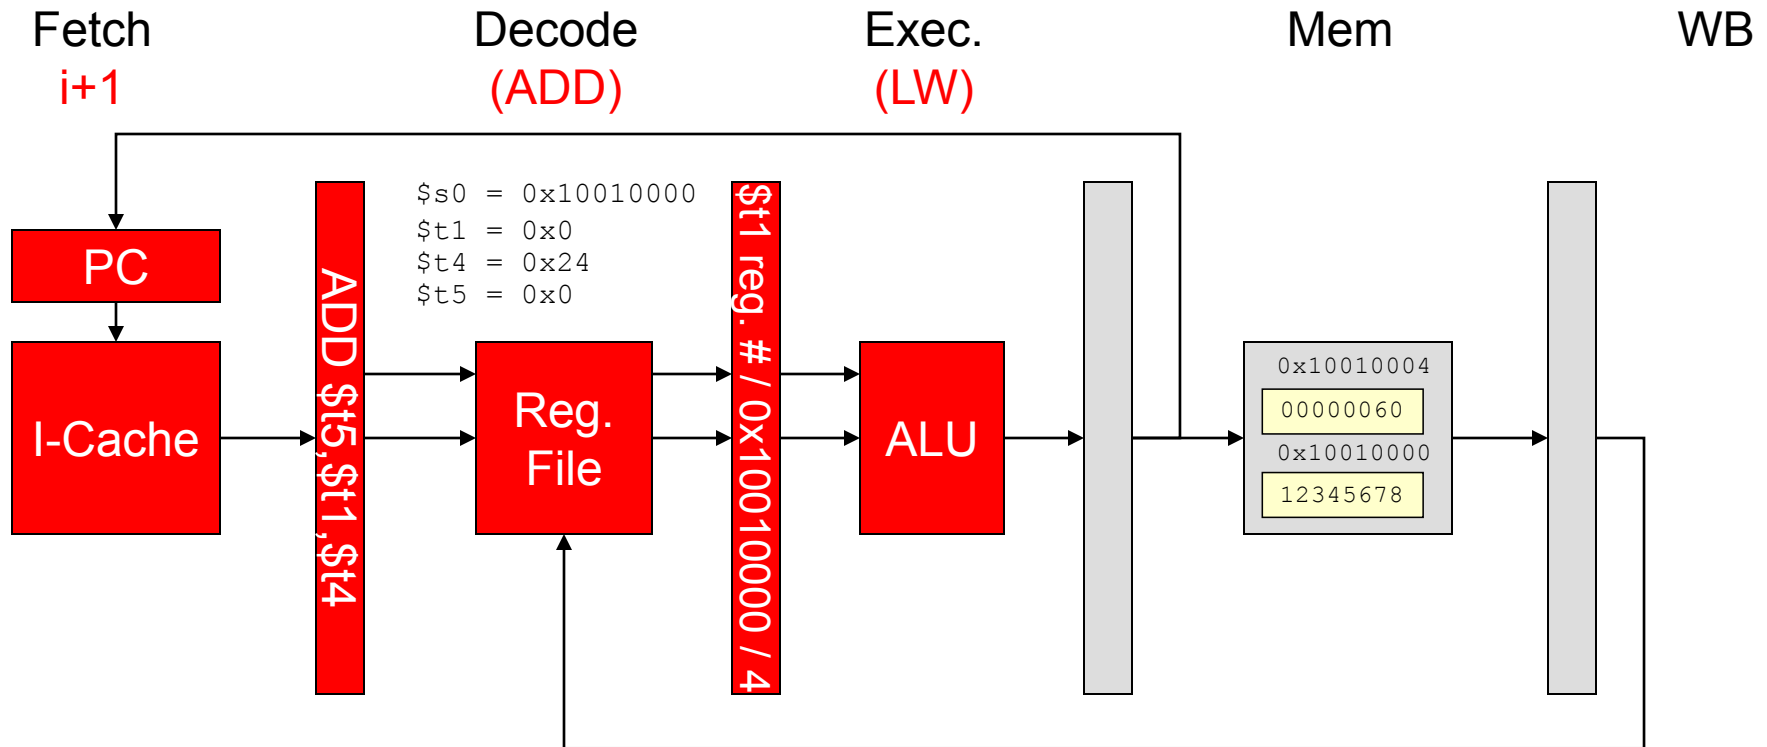 Fetch Decode Exec. Mem WB
i+1 (ADD) (LW)
$s0 = 0x10010000
$t1 = 0x0
$t4 = 0x24
$t5 = 0x0
PC
I-Cache
ADD $t5,$t1,$t4
Reg.
File
$t1 reg. # / 0x10010000 / 4
ALU
0x10010004
00000060
0x10010000
12345678